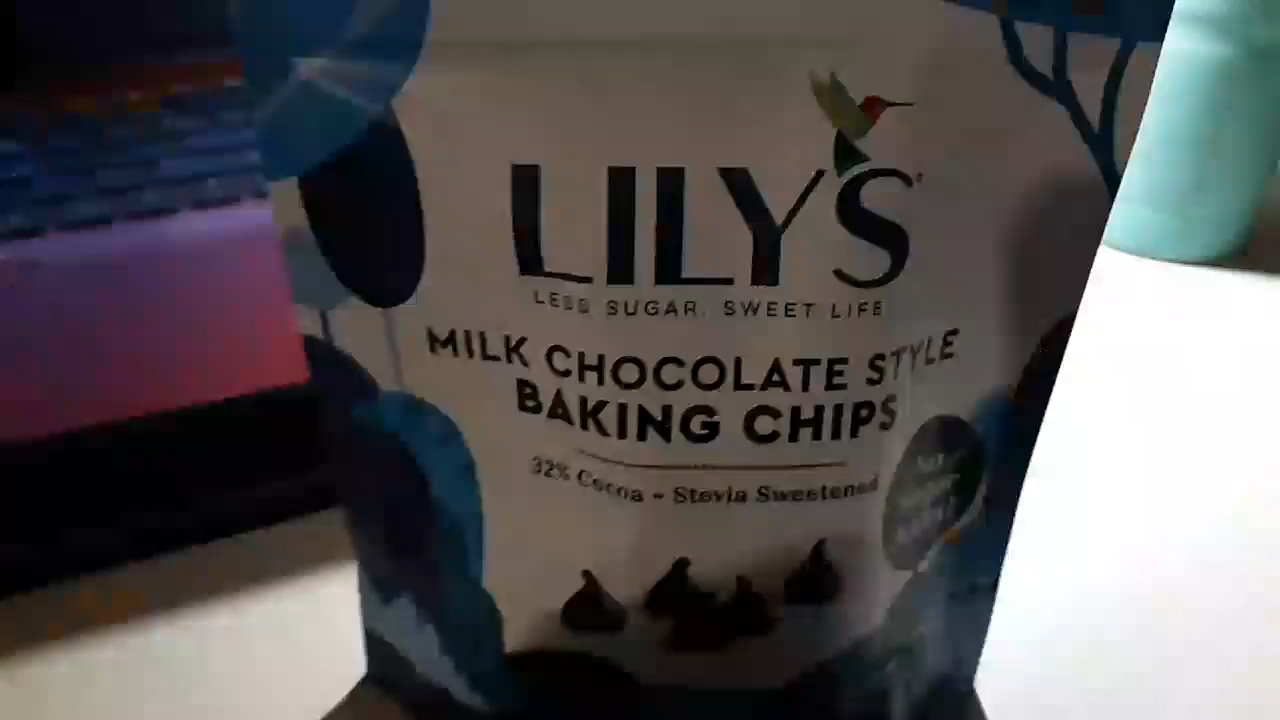 LILY'S
LESS SUGAR. SWEET LIFE
MILK CHOCOLATE STYLE
BAKING CHIPS
32% Cocoa - Stevia Sweetened